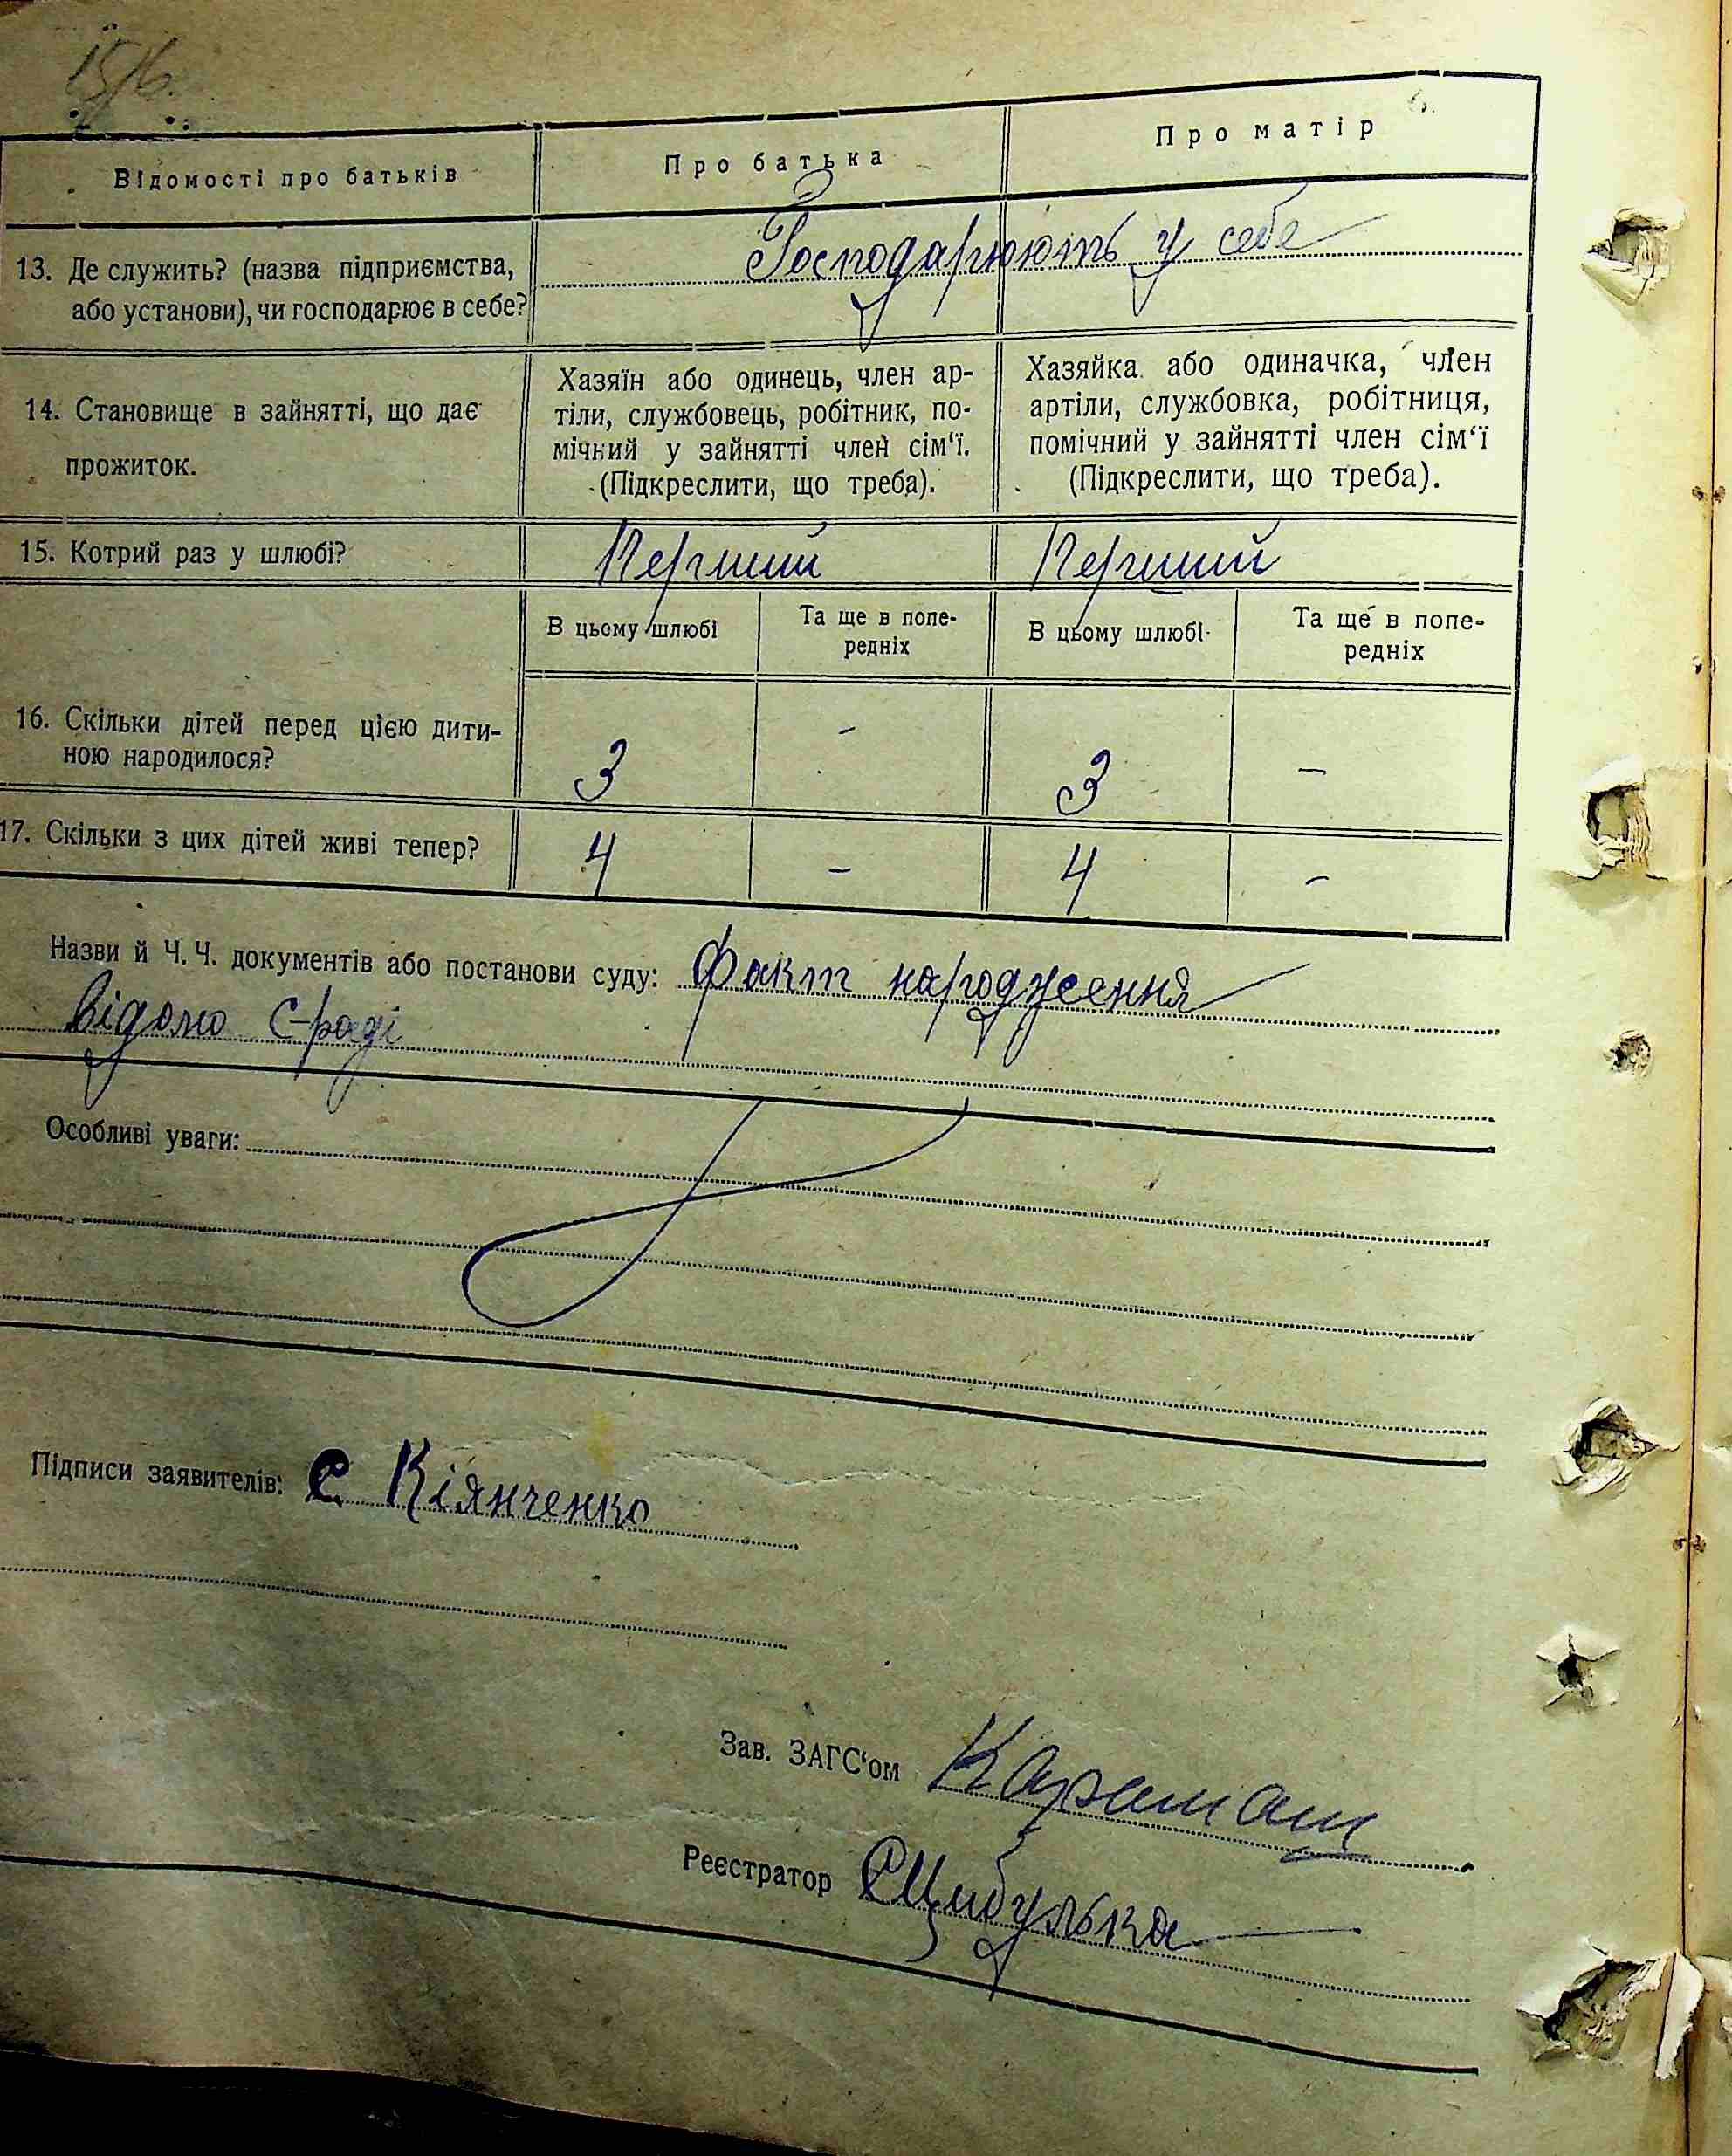 Відомості про батьків
Про батька
Про матір
13. Де служить? (назва підприємства,
або установи), чи господарює в себе?
Господарюють у себе
14. Становище в зайнятті, що дає
прожиток.
Хазяїн або одинець, член ар-
тіли, службовець, робітник, по-
мічний у зайнятті член сім‘ї.
(Підкреслити, що треба).
Хазяйка або одиначка, член
артіли, службовка, робітниця,
помічний у зайнятті член сім‘ї
(Підкреслити, що треба).
15. Котрий раз у шлюбі?
Перший
Перший
В цьому шлюбі
Та ще в попе-
редніх
В цьому шлюбі
Та ще в попе-
редніх
16. Скільки дітей перед цією дити-
ною народилося?
3
-
3
-
17. Скільки з цих дітей живі тепер?
4
-
4
-
Назви й Ч. Ч. документів або постанови суду: Факт народження
відомо С-раді
Особливі уваги:
Підписи заявителів: С Кіянченко
Зав. ЗАГС‘ом
Реєстратор Цибулька